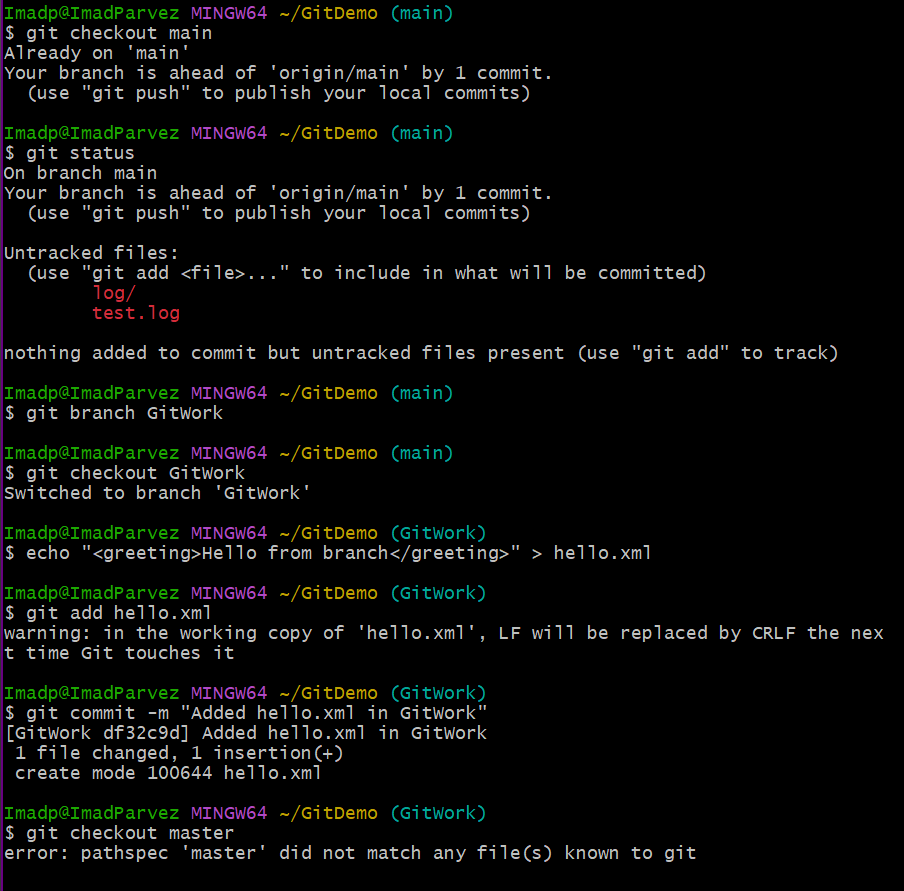 Imadp@ImadParvez MINGW64 ~/GitDemo (main)
$ git checkout main
Already on 'main'
Your branch is ahead of 'origin/main' by 1 commit.
  (use "git push" to publish your local commits)
Imadp@ImadParvez MINGW64 ~/GitDemo (main)
$ git status
On branch main
Your branch is ahead of 'origin/main' by 1 commit.
  (use "git push" to publish your local commits)
Untracked files:
  (use "git add <file>..." to include in what will be committed)
        log/
        test.log
nothing added to commit but untracked files present (use "git add" to track)
Imadp@ImadParvez MINGW64 ~/GitDemo (main)
$ git branch GitWork
Imadp@ImadParvez MINGW64 ~/GitDemo (main)
$ git checkout GitWork
Switched to branch 'GitWork'
Imadp@ImadParvez MINGW64 ~/GitDemo (GitWork)
$ echo "<greeting>Hello from branch</greeting>" > hello.xml
Imadp@ImadParvez MINGW64 ~/GitDemo (GitWork)
$ git add hello.xml
warning: in the working copy of 'hello.xml', LF will be replaced by CRLF the nex
t time Git touches it
Imadp@ImadParvez MINGW64 ~/GitDemo (GitWork)
$ git commit -m "Added hello.xml in GitWork"
[GitWork df32c9d] Added hello.xml in GitWork
 1 file changed, 1 insertion(+)
 create mode 100644 hello.xml
Imadp@ImadParvez MINGW64 ~/GitDemo (GitWork)
$ git checkout master
error: pathspec 'master' did not match any file(s) known to git